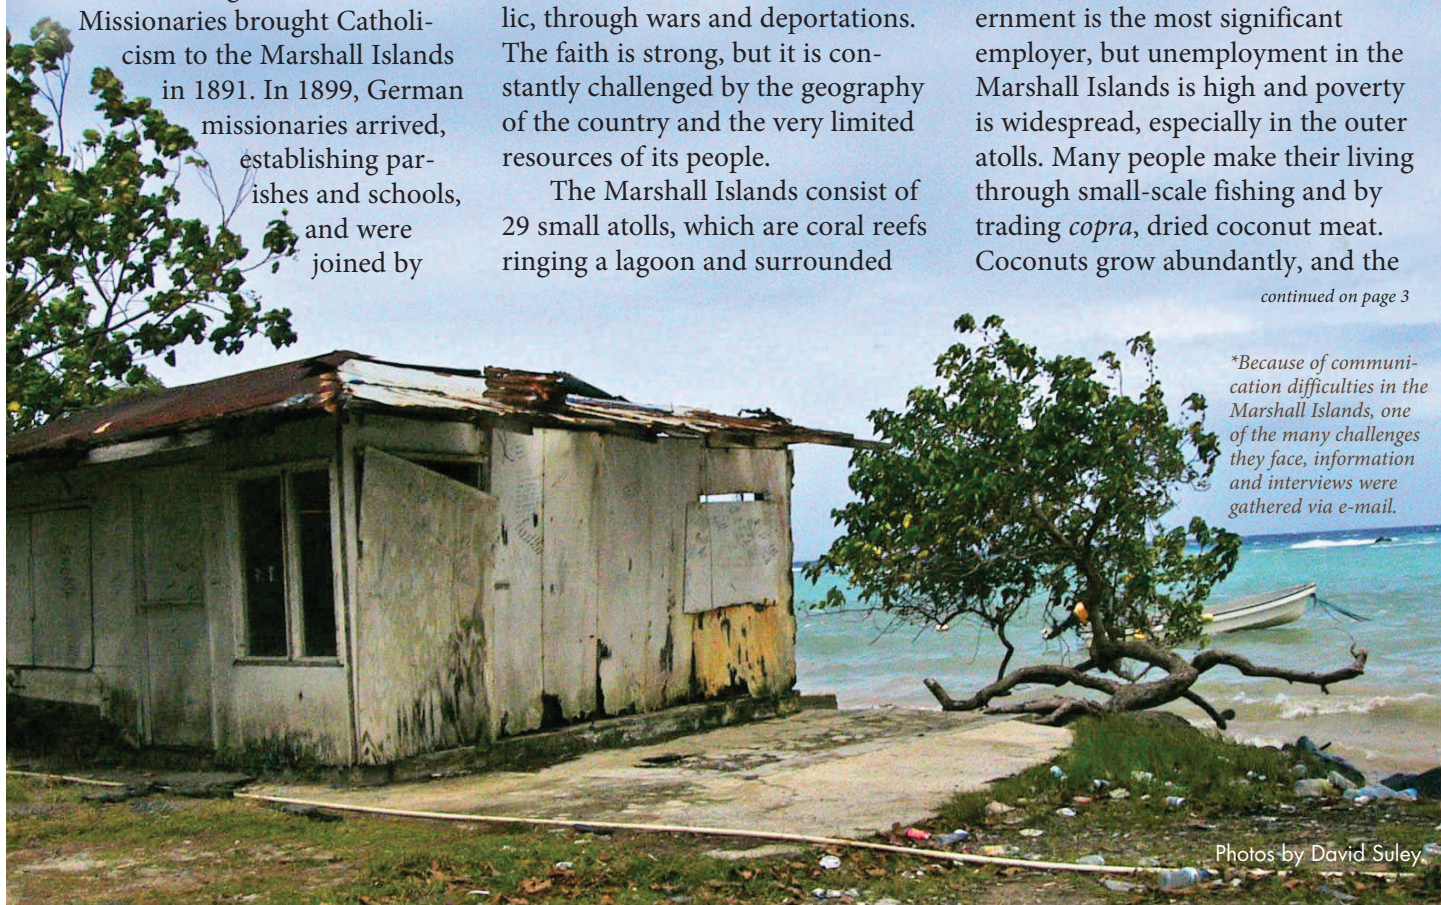 Missionaries brought Catholi-
cism to the Marshall Islands
in 1891. In 1899, German
missionaries arrived,
establishing par-
ishes and schools,
and were
joined by
lic, through wars and deportations.
The faith is strong, but it is con-
stantly challenged by the geography
of the country and the very limited
resources of its people.
The Marshall Islands consist of
29 small atolls, which are coral reefs
ringing a lagoon and surrounded
ernment is the most significant
employer, but unemployment in the
Marshall Islands is high and poverty
is widespread, especially in the outer
atolls. Many people make their living
through small-scale fishing and by
trading copra, dried coconut meat.
Coconuts grow abundantly, and the
continued on page 3
*Because of communi-
cation difficulties in the
Marshall Islands, one
of the many challenges
they face, information
and interviews were
gathered via e-mail.
Photos by David Suley.